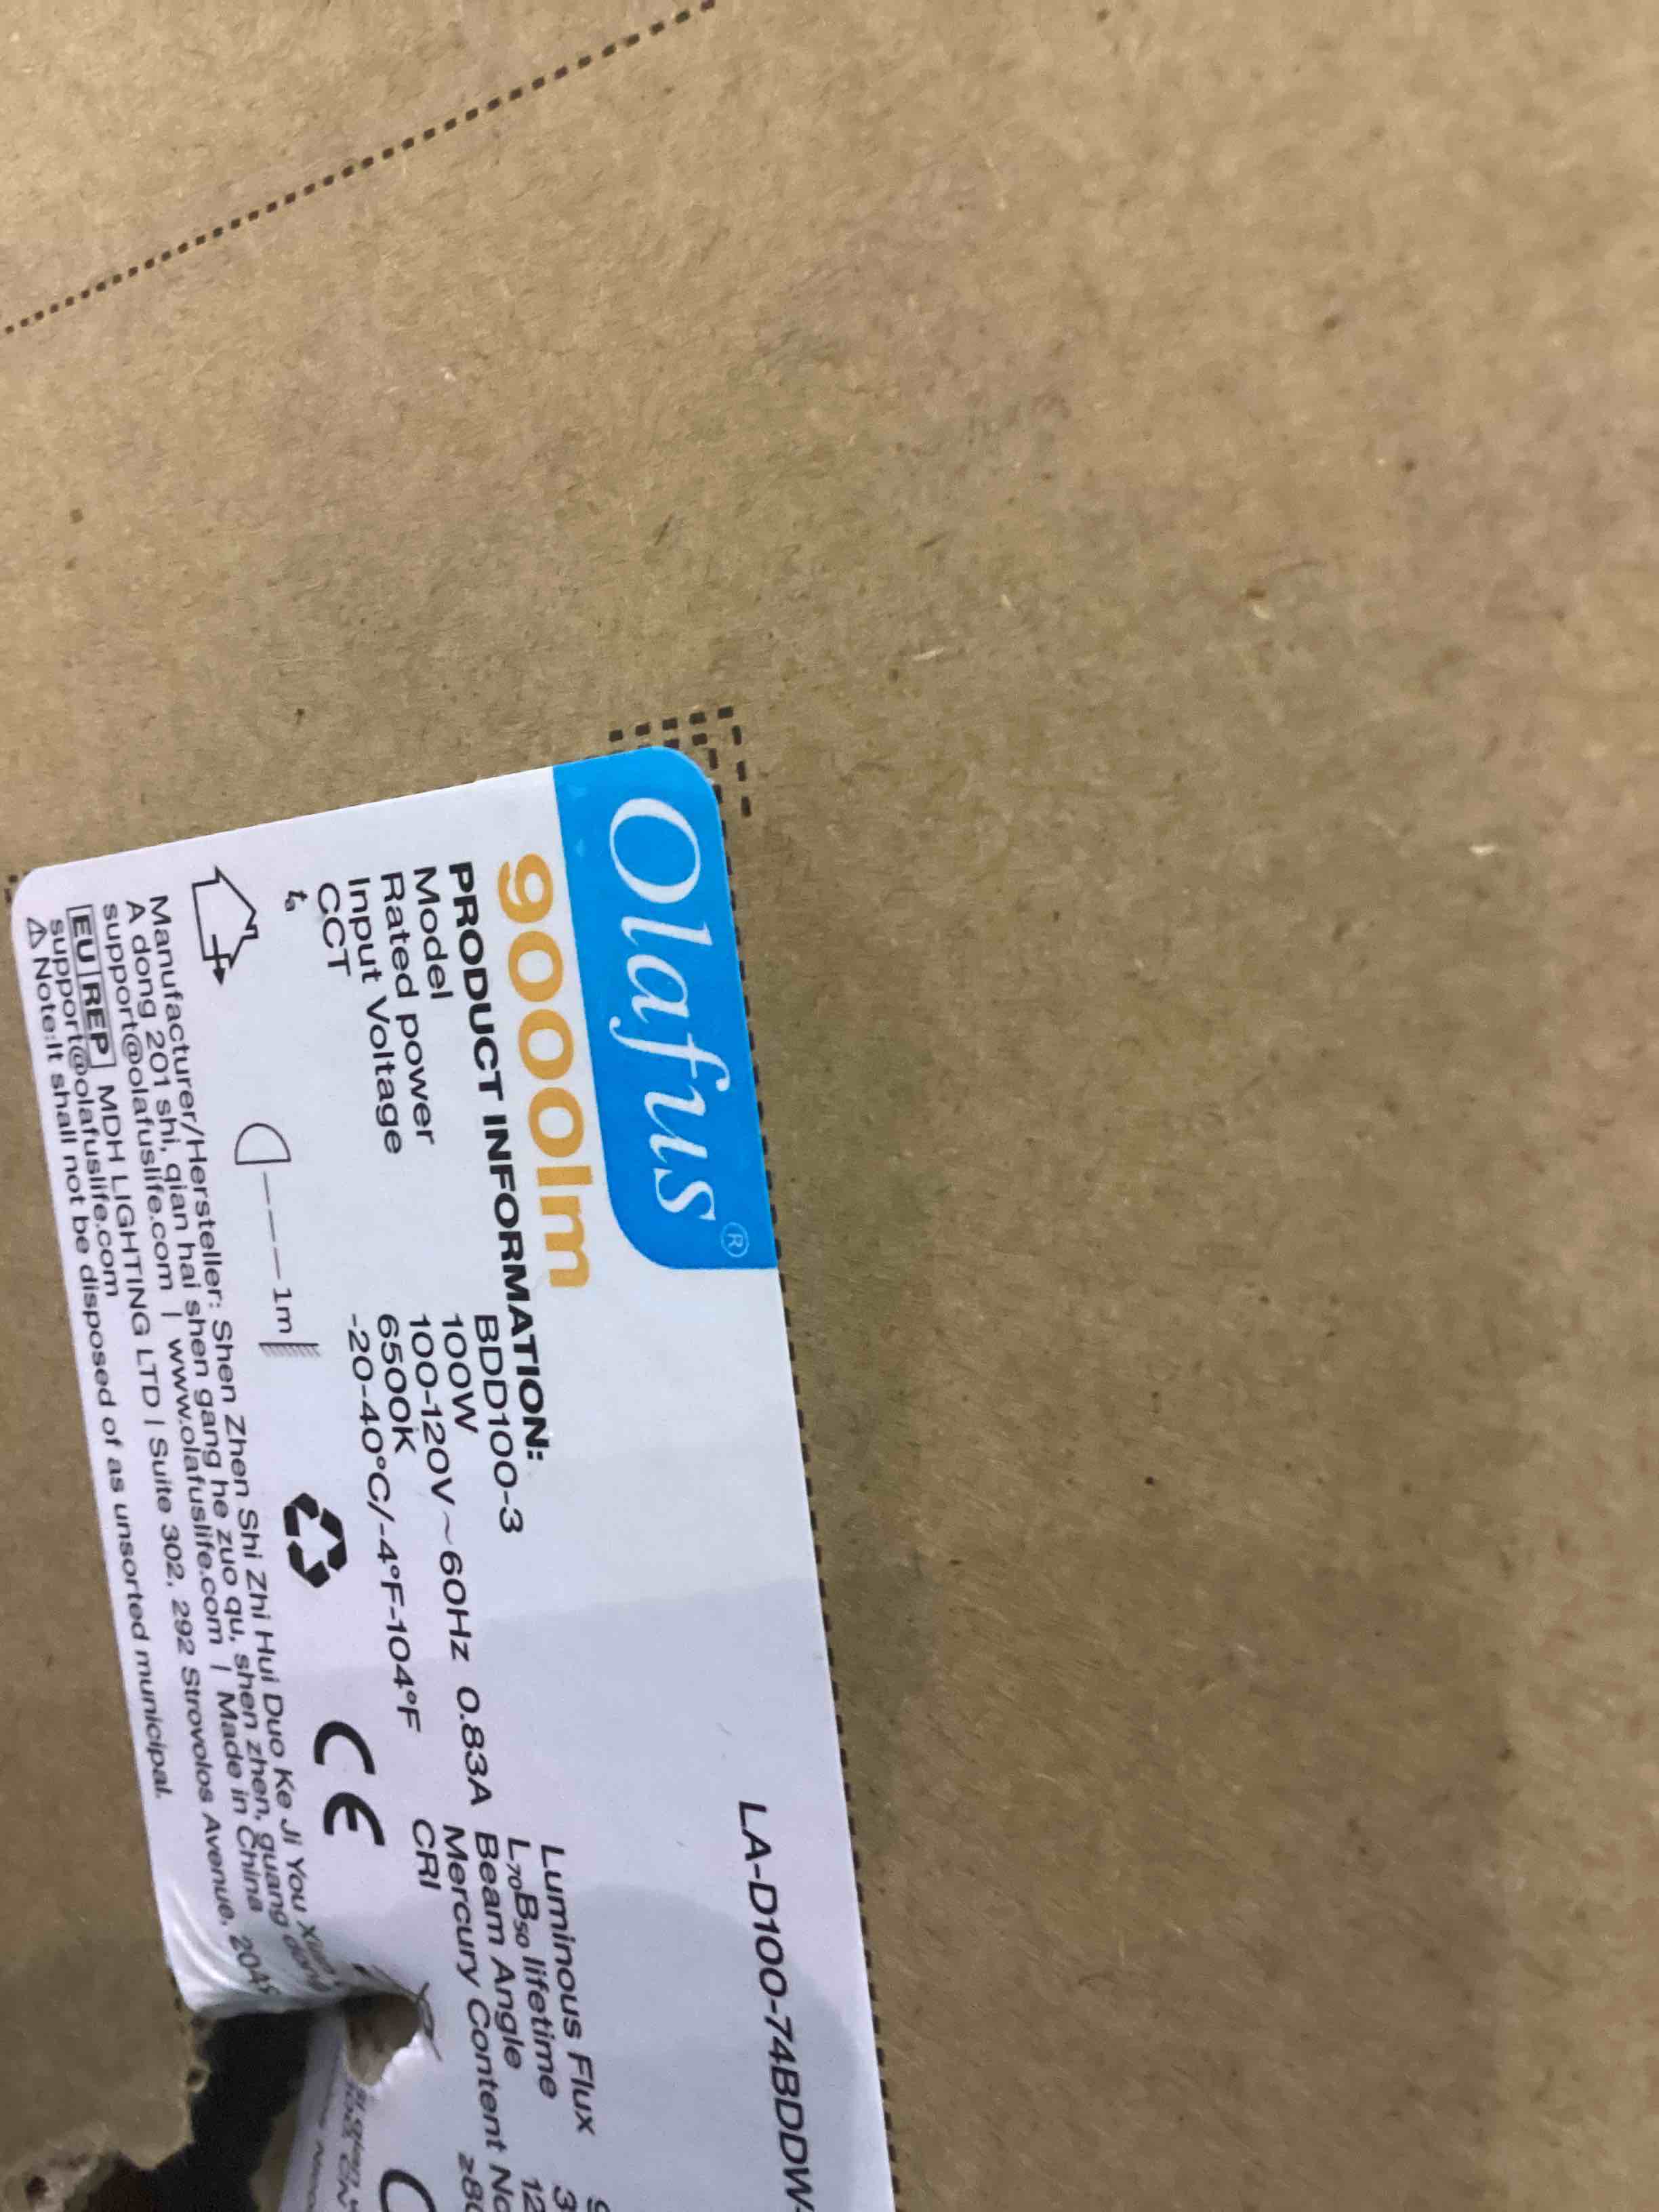 Olafus®
9000lm
LA-D100-74BDDW-
PRODUCT INFORMATION:
Model BDD100-3
Rated power 100W
Input Voltage 100-120V~60Hz 0.83A
CCT 6500K
ta -20-40°C/-4°F-104°F
Luminous Flux
L70B50 lifetime
Beam Angle
Mercury Content
CRI ≥80
1m
CE
Manufacturer/Hersteller: Shen Zhen Shi Zhi Hui Duo Ke Ji You
A dong 201 shi, qian hai shen gang he zuo qu, shen zhen, guang
support@olafuslife.com | www.olafuslife.com | Made in China
EU REP MDH LIGHTING LTD | Suite 302, 292 Strovolos Avenue,
support@olafuslife.com
⚠Note:It shall not be disposed of as unsorted municipal.